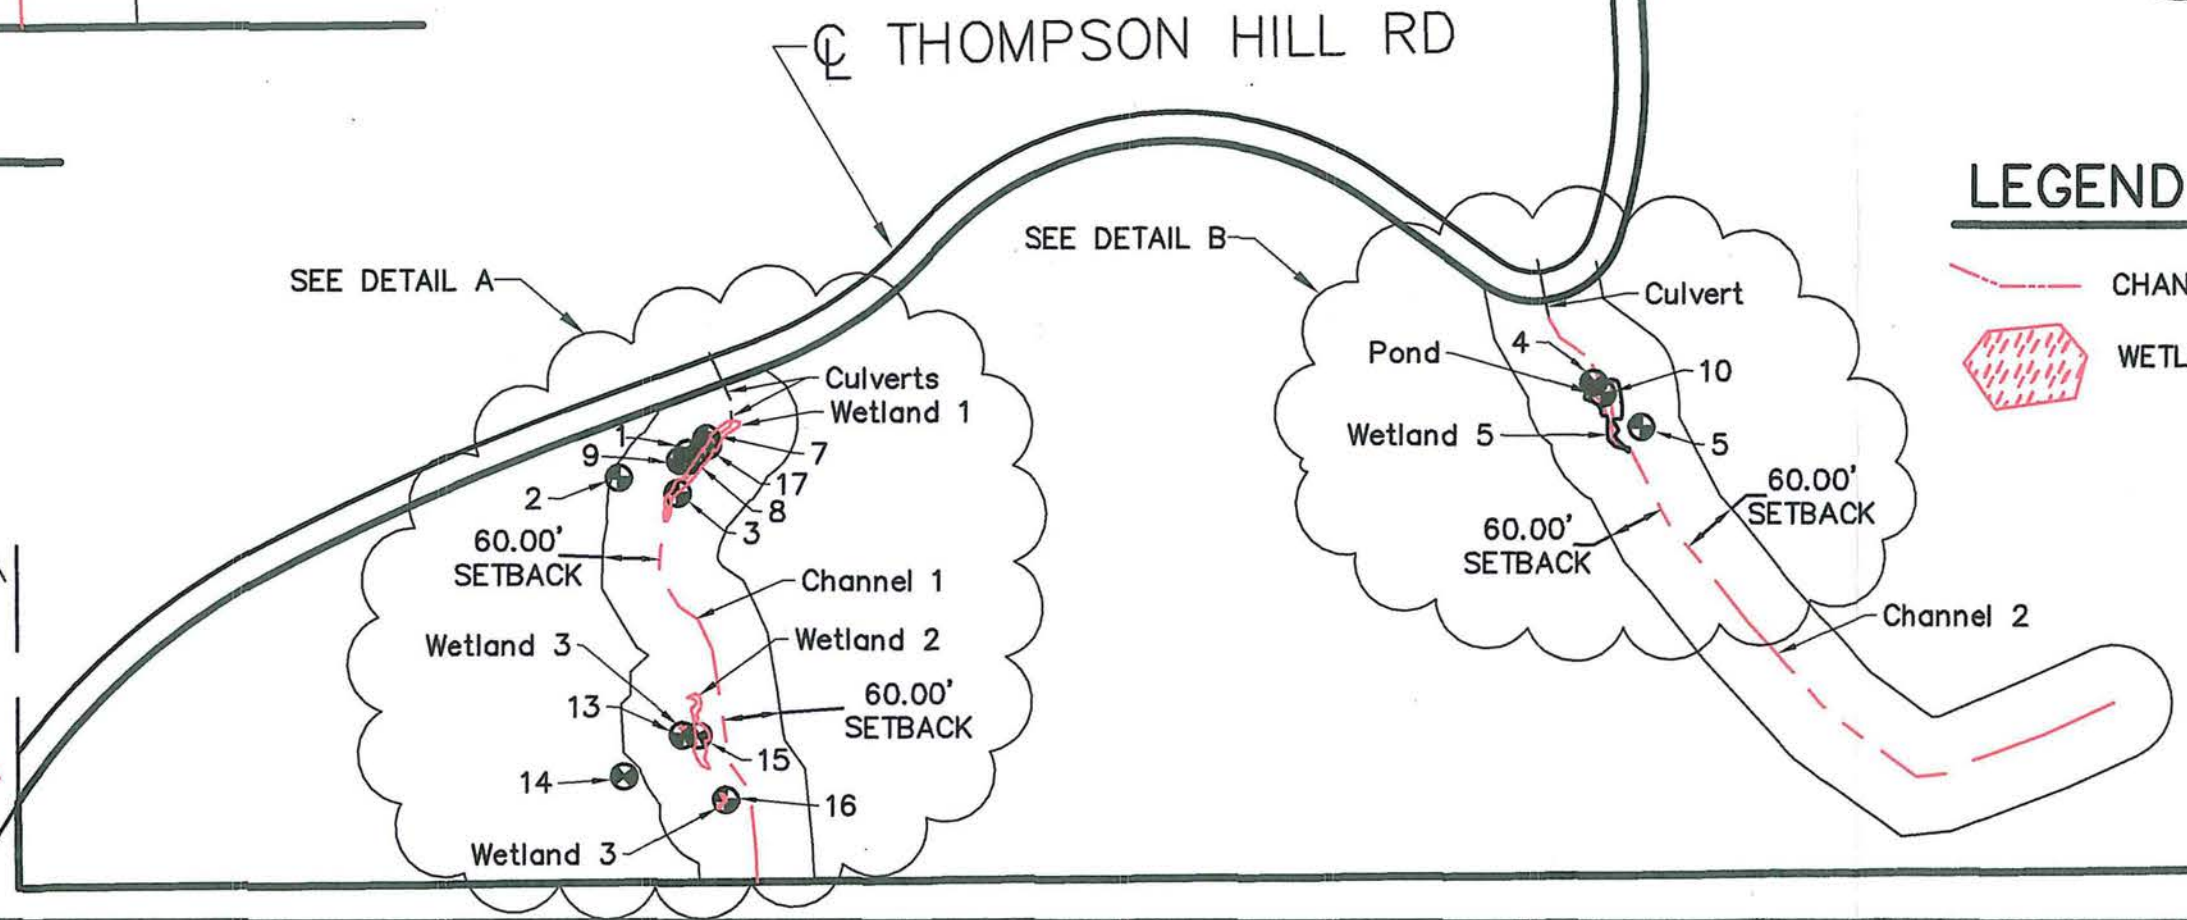 ℄ THOMPSON HILL RD
LEGEND
SEE DETAIL B
SEE DETAIL A
CHAN
WETL
Culverts
Wetland 1
1
9
2
7
17
8
3
60.00'
SETBACK
Channel 1
Wetland 3
Wetland 2
13
60.00'
SETBACK
15
14
16
Wetland 3
Culvert
4
Pond
10
Wetland 5
5
60.00'
SETBACK
60.00'
SETBACK
Channel 2